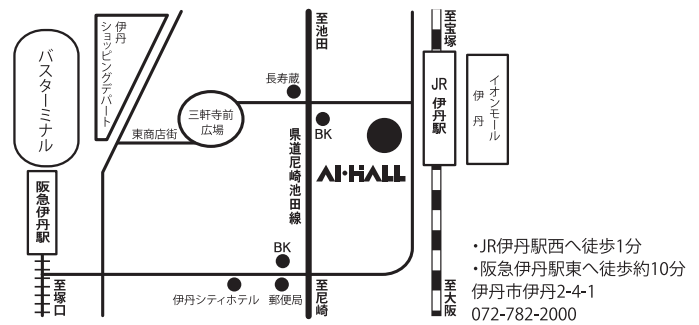 伊丹
ショッピングデパート
バスターミナル
阪急伊丹駅
至塚口
東商店街
三軒寺前
広場
長寿蔵
至池田
県道尼崎池田線
至尼崎
BK
AI・HALL
BK
伊丹シティホテル
郵便局
至宝塚
JR
伊丹駅
至大阪
イオンモール
伊丹
・JR伊丹駅西へ徒歩1分
・阪急伊丹駅東へ徒歩約10分
伊丹市伊丹2-4-1
072-782-2000